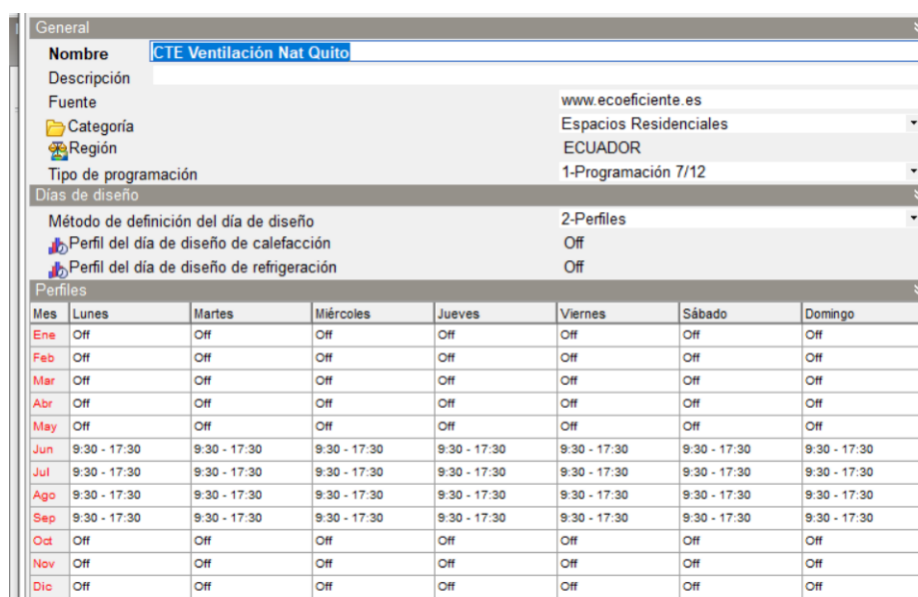 General
Nombre CTE Ventilación Nat Quito
Descripción
Fuente www.ecoeficiente.es
Categoría Espacios Residenciales
Región ECUADOR
Tipo de programación 1-Programación 7/12
Días de diseño
Método de definición del día de diseño 2-Perfiles
Perfil del día de diseño de calefacción Off
Perfil del día de diseño de refrigeración Off
Perfiles
Mes Lunes Martes Miércoles Jueves Viernes Sábado Domingo
Ene Off Off Off Off Off Off Off
Feb Off Off Off Off Off Off Off
Mar Off Off Off Off Off Off Off
Abr Off Off Off Off Off Off Off
May Off Off Off Off Off Off Off
Jun 9:30 - 17:30 9:30 - 17:30 9:30 - 17:30 9:30 - 17:30 9:30 - 17:30 9:30 - 17:30 9:30 - 17:30
Jul 9:30 - 17:30 9:30 - 17:30 9:30 - 17:30 9:30 - 17:30 9:30 - 17:30 9:30 - 17:30 9:30 - 17:30
Ago 9:30 - 17:30 9:30 - 17:30 9:30 - 17:30 9:30 - 17:30 9:30 - 17:30 9:30 - 17:30 9:30 - 17:30
Sep 9:30 - 17:30 9:30 - 17:30 9:30 - 17:30 9:30 - 17:30 9:30 - 17:30 9:30 - 17:30 9:30 - 17:30
Oct Off Off Off Off Off Off Off
Nov Off Off Off Off Off Off Off
Dic Off Off Off Off Off Off Off